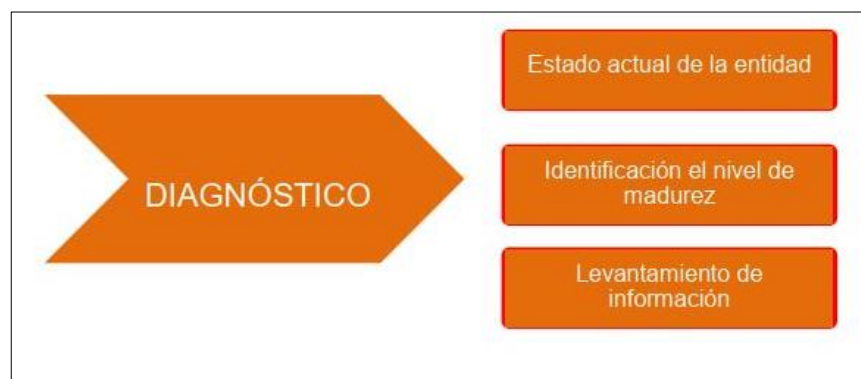 DIAGNÓSTICO
Estado actual de la entidad
Identificación el nivel de
madurez
Levantamiento de
información